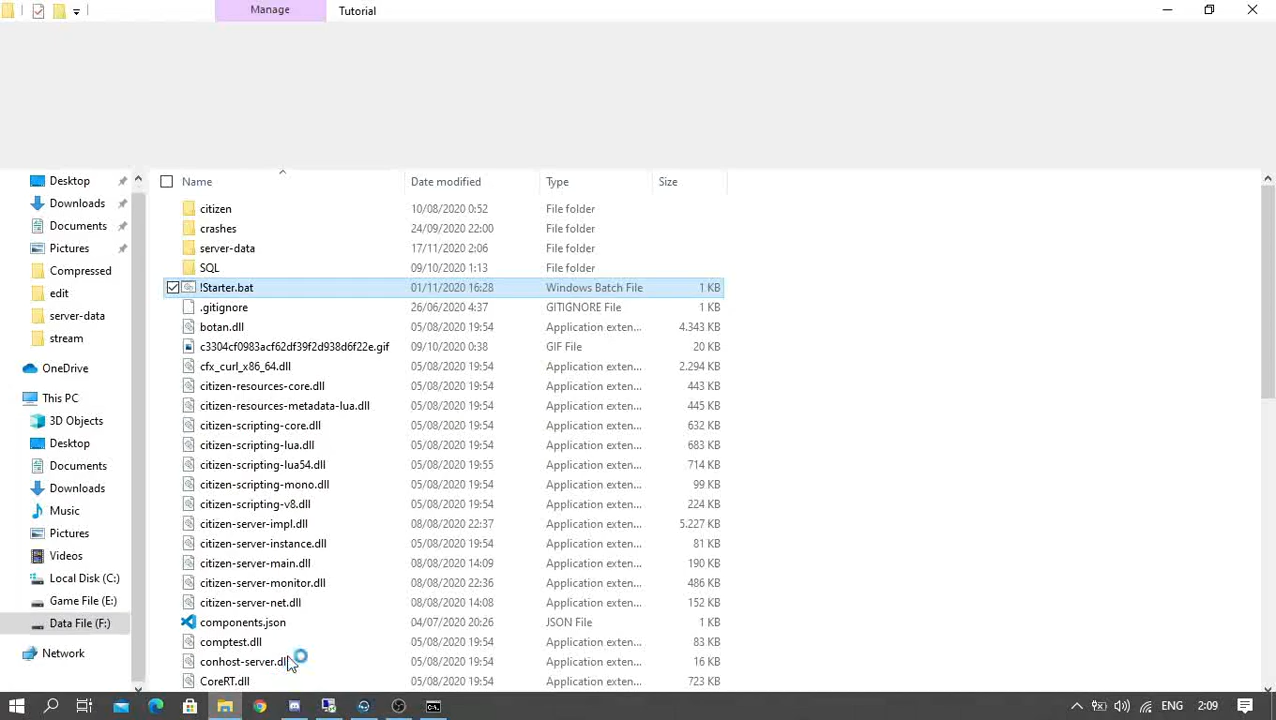 Manage
Tutorial
Name
Date modified
Type
Size
Desktop
Downloads
Documents
Pictures
Compressed
edit
server-data
stream
OneDrive
This PC
3D Objects
Desktop
Documents
Downloads
Music
Pictures
Videos
Local Disk (C:)
Game File (E:)
Data File (F:)
Network
citizen 10/08/2020 0:52 File folder
crashes 24/09/2020 22:00 File folder
server-data 17/11/2020 2:06 File folder
SQL 09/10/2020 1:13 File folder
!Starter.bat 01/11/2020 16:28 Windows Batch File 1 KB
.gitignore 26/06/2020 4:37 GITIGNORE File 1 KB
botan.dll 05/08/2020 19:54 Application exten... 4.343 KB
c3304cf0983acf62df39f2d938d6f22e.gif 09/10/2020 0:38 GIF File 20 KB
cfx_curl_x86_64.dll 05/08/2020 19:54 Application exten... 2.294 KB
citizen-resources-core.dll 05/08/2020 19:54 Application exten... 443 KB
citizen-resources-metadata-lua.dll 05/08/2020 19:54 Application exten... 445 KB
citizen-scripting-core.dll 05/08/2020 19:54 Application exten... 632 KB
citizen-scripting-lua.dll 05/08/2020 19:54 Application exten... 683 KB
citizen-scripting-lua54.dll 05/08/2020 19:55 Application exten... 714 KB
citizen-scripting-mono.dll 05/08/2020 19:54 Application exten... 99 KB
citizen-scripting-v8.dll 05/08/2020 19:54 Application exten... 224 KB
citizen-server-impl.dll 08/08/2020 22:37 Application exten... 5.227 KB
citizen-server-instance.dll 05/08/2020 19:54 Application exten... 81 KB
citizen-server-main.dll 08/08/2020 14:09 Application exten... 190 KB
citizen-server-monitor.dll 08/08/2020 22:36 Application exten... 486 KB
citizen-server-net.dll 08/08/2020 14:08 Application exten... 152 KB
components.json 04/07/2020 20:26 JSON File 1 KB
comptest.dll 05/08/2020 19:54 Application exten... 83 KB
conhost-server.dll 05/08/2020 19:54 Application exten... 16 KB
CoreRT.dll 05/08/2020 19:54 Application exten... 723 KB
ENG 2:09